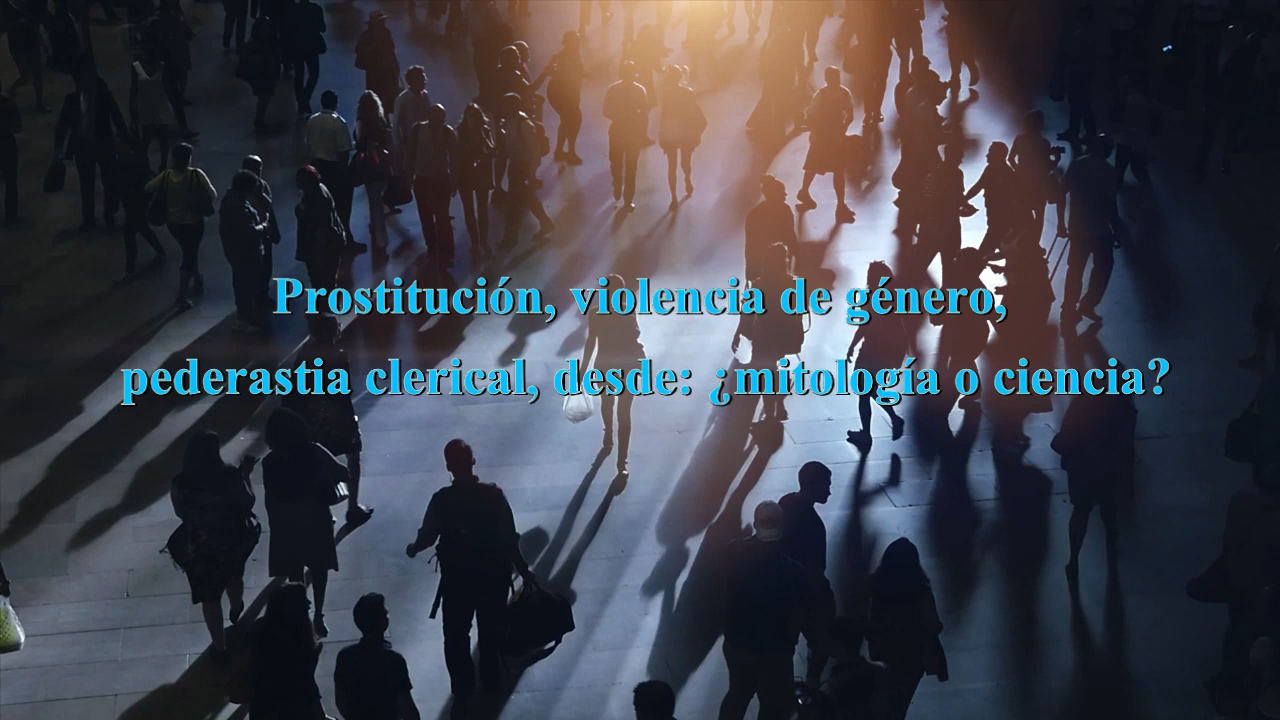 Prostitución, violencia de género,
pederastia clerical, desde: ¿mitología o ciencia?